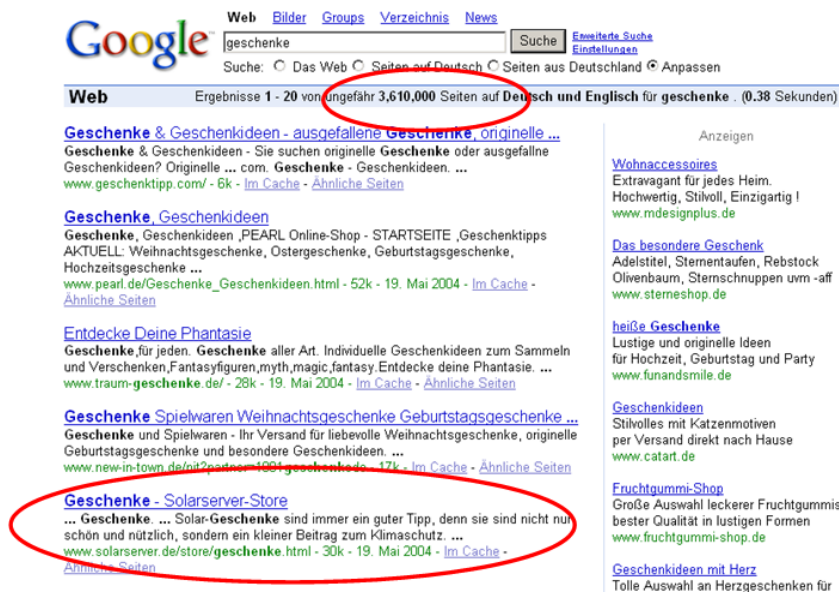 Google
Web Bilder Groups Verzeichnis News
geschenke Suche Erweiterte Suche
Einstellungen
Suche: Das Web Seiten auf Deutsch Seiten aus Deutschland Anpassen
Web Ergebnisse 1 - 20 von ungefähr 3,610,000 Seiten auf Deutsch und Englisch für geschenke . (0.38 Sekunden)
Geschenke & Geschenkideen - ausgefallene Geschenke, originelle ...
Geschenke & Geschenkideen - Sie suchen originelle Geschenke oder ausgefallne
Geschenkideen? Originelle ... com. Geschenke - Geschenkideen. ...
www.geschenktipp.com/ - 6k - Im Cache - Ähnliche Seiten
Geschenke, Geschenkideen
Geschenke, Geschenkideen ,PEARL Online-Shop - STARTSEITE ,Geschenktipps
AKTUELL: Weihnachtsgeschenke, Ostergeschenke, Geburtstagsgeschenke,
Hochzeitsgeschenke ...
www.pearl.de/Geschenke_Geschenkideen.html - 52k - 19. Mai 2004 - Im Cache -
Ähnliche Seiten
Entdecke Deine Phantasie
Geschenke,für jeden. Geschenke aller Art. Individuelle Geschenkideen zum Sammeln
und Verschenken,Fantasyfiguren,myth,magic,fantasy.Entdecke deine Phantasie. ...
www.traum-geschenke.de/ - 28k - 19. Mai 2004 - Im Cache - Ähnliche Seiten
Geschenke Spielwaren Weihnachtsgeschenke Geburtstagsgeschenke ...
Geschenke und Spielwaren - Ihr Versand für liebevolle Weihnachtsgeschenke, originelle
Geburtstagsgeschenke und besondere Geschenkideen. ...
www.new-in-town.de/nit2partner=1991geschenkede - 17k - Im Cache - Ähnliche Seiten
Geschenke - Solarserver-Store
... Geschenke. ... Solar-Geschenke sind immer ein guter Tipp, denn sie sind nicht nur
schön und nützlich, sondern ein kleiner Beitrag zum Klimaschutz. ...
www.solarserver.de/store/geschenke.html - 30k - 19. Mai 2004 - Im Cache -
Ähnliche Seiten
Anzeigen
Wohnaccessoires
Extravagant für jedes Heim.
Hochwertig, Stilvoll, Einzigartig !
www.mdesignplus.de
Das besondere Geschenk
Adelstitel, Sternentaufen, Rebstock
Olivenbaum, Sternschnuppen uvm -aff
www.sterneshop.de
heiße Geschenke
Lustige und originelle Ideen
für Hochzeit, Geburtstag und Party
www.funandsmile.de
Geschenkideen
Stilvolles mit Katzenmotiven
per Versand direkt nach Hause
www.catart.de
Fruchtgummi-Shop
Große Auswahl leckerer Fruchtgummis
bester Qualität in lustigen Formen
www.fruchtgummi-shop.de
Geschenkideen mit Herz
Tolle Auswahl an Herzgeschenken für